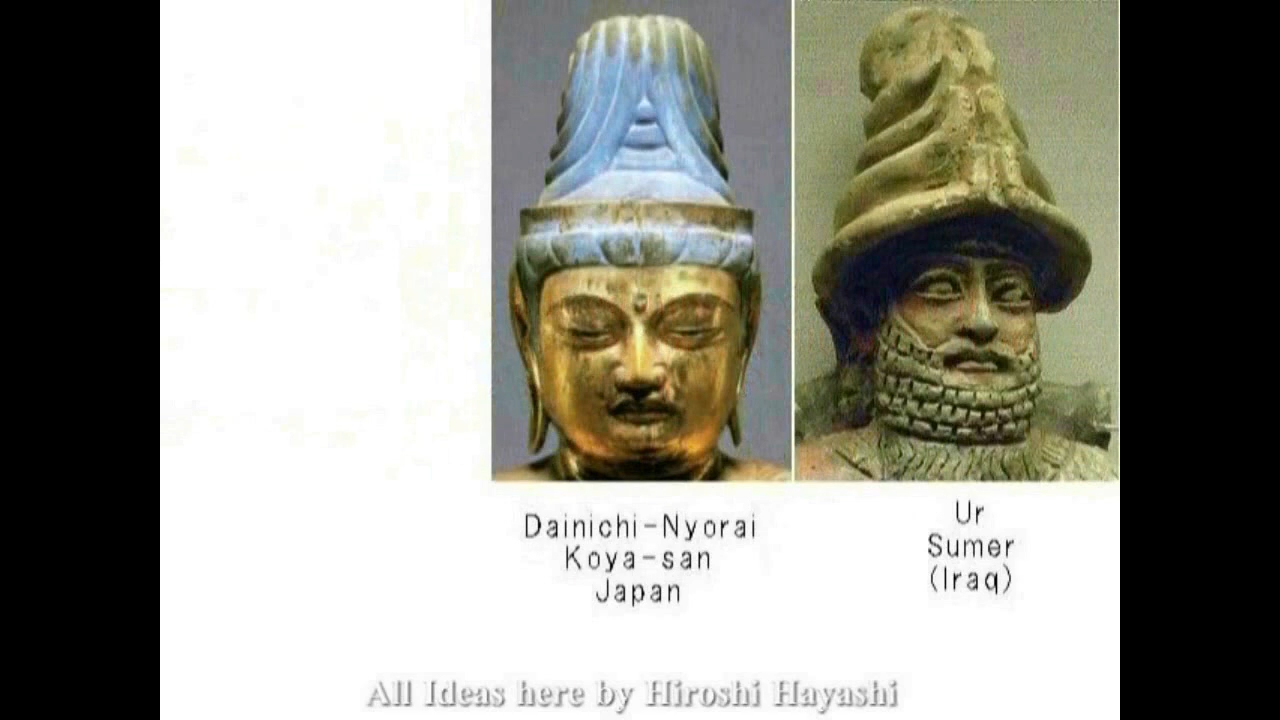 Dainichi-Nyorai
Koya-san
Japan
Ur
Sumer
(Iraq)
All Ideas here by Hiroshi Hayashi